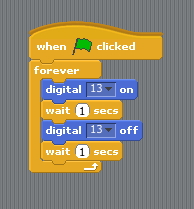 when clicked
forever
digital 13 on
wait 1 secs
digital 13 off
wait 1 secs